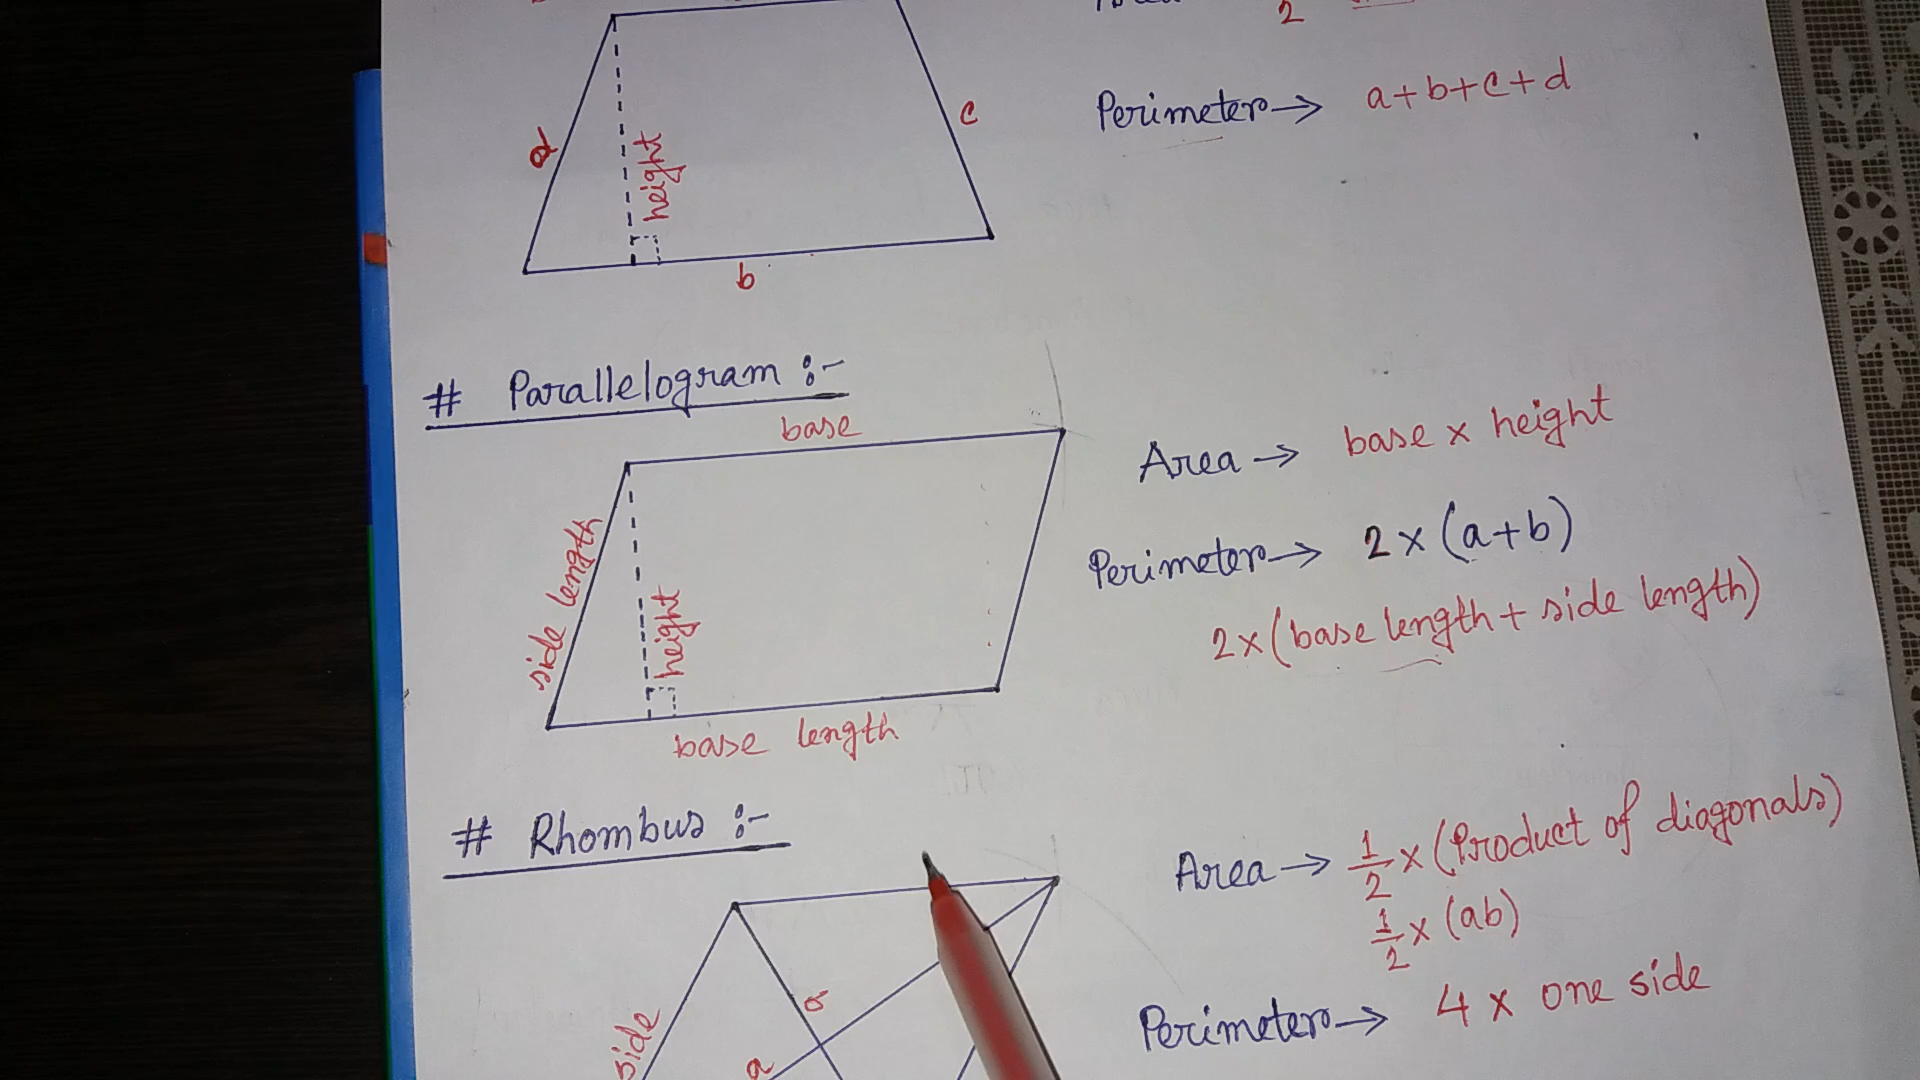 2
Perimeter → a+b+c+d
d
height
c
b
# Parallelogram :-
base
side length
height
base length
Area → base x height
Perimeter → 2 x (a+b)
2x (base length + side length)
# Rhombus :-
side
a
Area → 1/2 x (Product of diagonals)
1/2 x (ab)
Perimeter → 4 x one side